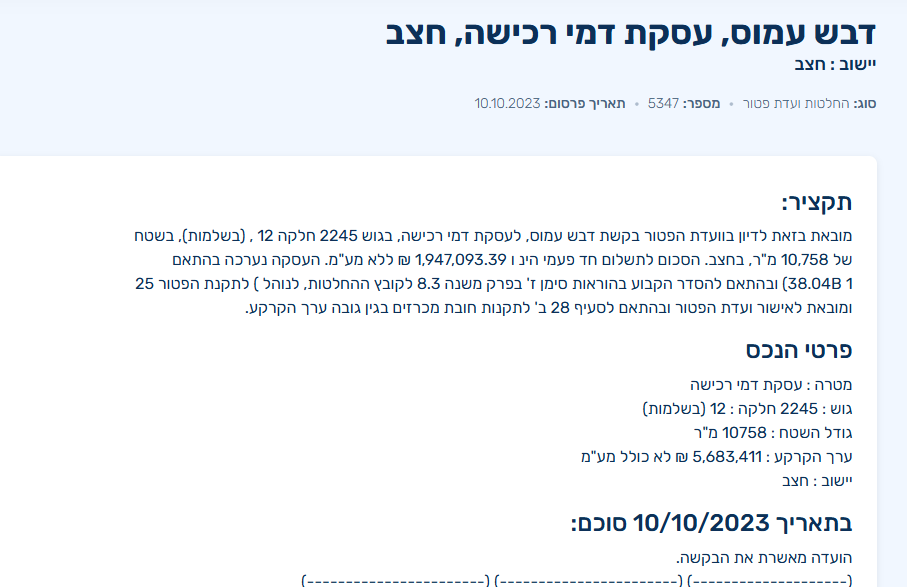 דבש עמוס, עסקת דמי רכישה, חצב
יישוב : חצב
סוג: החלטות ועדת פטור • מספר: 5347 • תאריך פרסום: 10.10.2023
תקציר:
מובאת בזאת לדיון בוועדת הפטור בקשת דבש עמוס, לעסקת דמי רכישה, בגוש 2245 חלקה 12 , (בשלמות), בשטח
של 10,758 מ"ר, בחצב. הסכום לתשלום חד פעמי הינ ו 1,947,093.39 ₪ ללא מע"מ. העסקה נערכה בהתאם
להסדר הקבוע בהוראות סימן ז' בפרק משנה 8.3 לקובץ ההחלטות, לנוהל ) 38.04B 1) ובהתאם לתקנת הפטור 25
ומובאת לאישור ועדת הפטור ובהתאם לסעיף 28 ב' לתקנות חובת מכרזים בגין גובה ערך הקרקע.
פרטי הנכס
מטרה : עסקת דמי רכישה
גוש : 2245 חלקה : 12 (בשלמות)
גודל השטח : 10758 מ"ר
ערך הקרקע : 5,683,411 ₪ לא כולל מע"מ
יישוב : חצב
בתאריך 10/10/2023 סוכם:
הועדה מאשרת את הבקשה.
(--------------------) (-----------------------) (-----------------------)